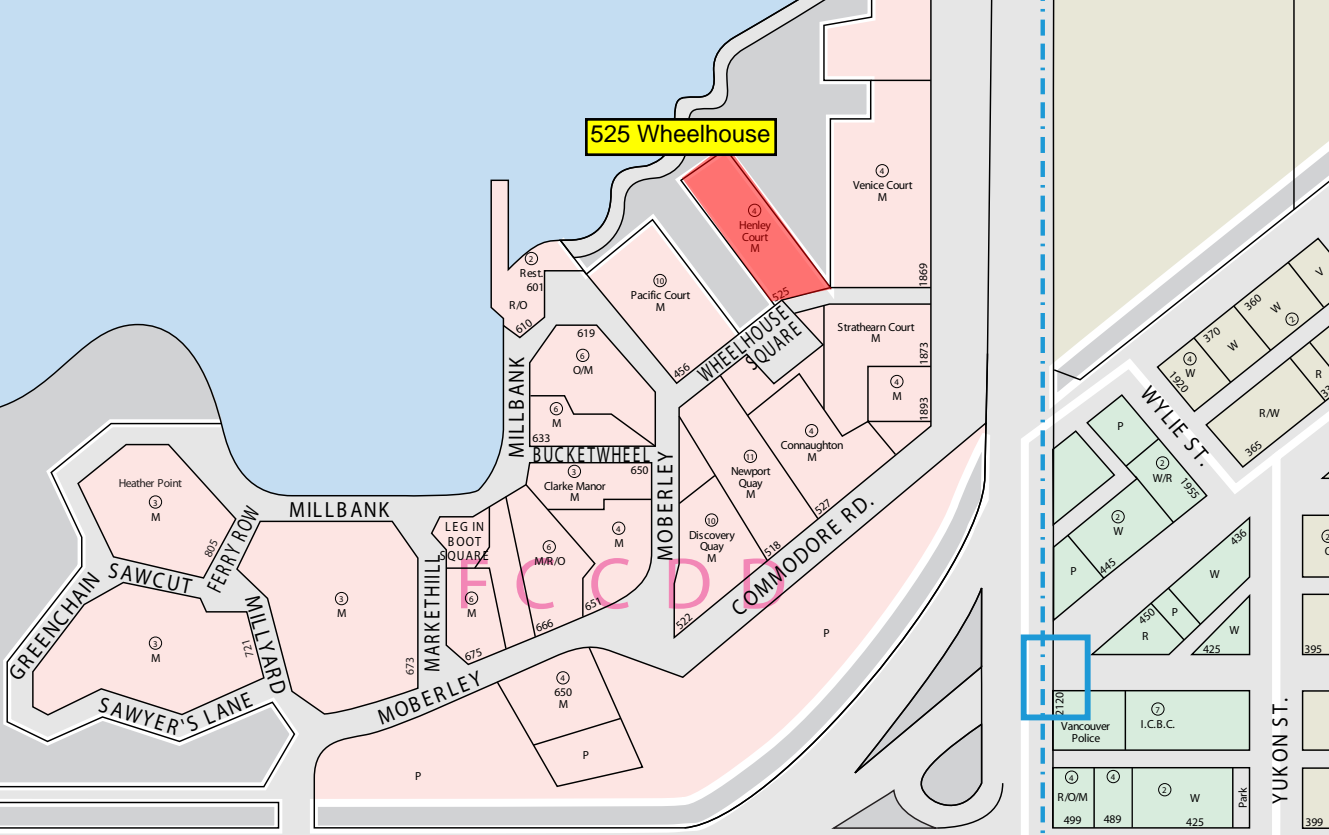 525 Wheelhouse
④
Venice Court
M
1869
④
Henley
Court
M
525
②
Rest.
601
R/O
610
⑩
Pacific Court
M
456
WHEELHOUSE
SQUARE
Strathearn Court
M
1873
④
M
1893
619
⑥
O/M
⑥
M
633
MILLBANK
BUCKETWHEEL
650
③
Clarke Manor
M
④
M
651
MOBERLEY
④
Connaughton
M
527
⑪
Newport
Quay
M
518
⑩
Discovery
Quay
M
522
COMMODORE RD.
FCCDD
Heather Point
③
M
805
FERRY ROW
MILLBANK
LEG IN
BOOT
SQUARE
⑥
M/R/O
666
⑥
M
675
MARKETHILL
③
M
673
SAWCUT
GREENCHAIN
③
M
721
MILLYARD
SAWYER'S LANE
MOBERLEY
④
650
M
P
P
P
V
360
W
②
370
W
④
W
1920
R
R/W
365
WYLIE ST.
P
②
W/R
1955
②
W
445
P
436
W
450
P
R
W
425
395
2120
Vancouver
Police
⑦
I.C.B.C.
YUKON ST.
④
R/O/M
499
④
489
②
W
425
Park
399